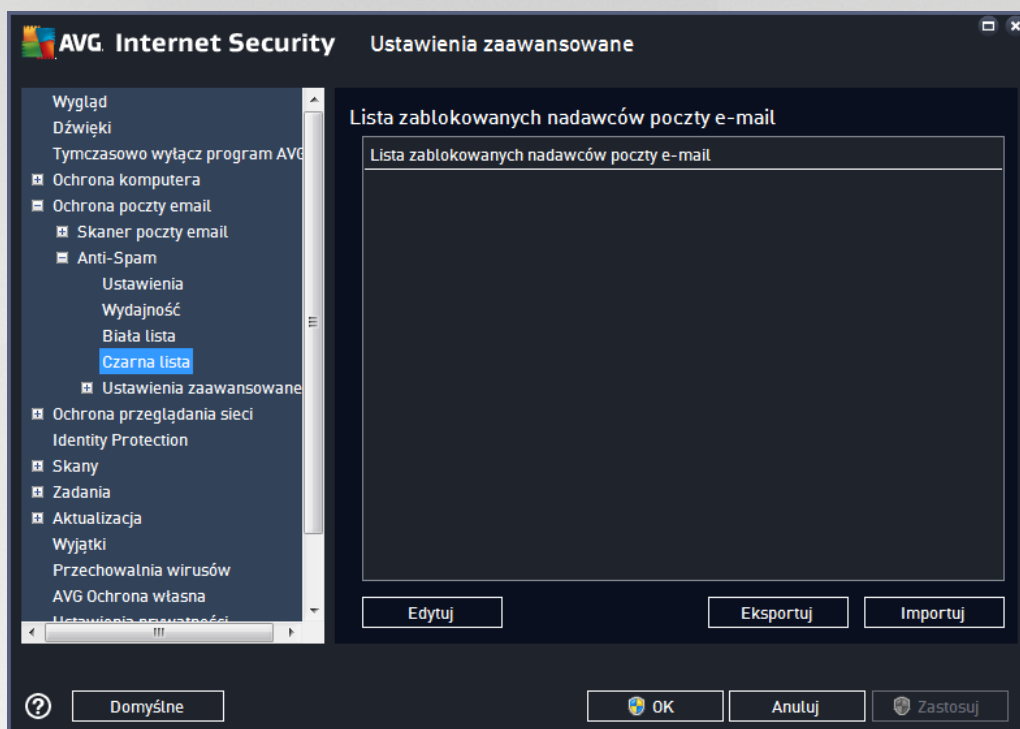 AVG. Internet Security Ustawienia zaawansowane
Wygląd
Dźwięki
Tymczasowo wyłącz program AVG
Ochrona komputera
Ochrona poczty email
Skaner poczty email
Anti-Spam
Ustawienia
Wydajność
Biała lista
Czarna lista
Ustawienia zaawansowane
Ochrona przeglądania sieci
Identity Protection
Skany
Zadania
Aktualizacja
Wyjątki
Przechowalnia wirusów
AVG Ochrona własna
Ustawienia prywatności
Lista zablokowanych nadawców poczty e-mail
Lista zablokowanych nadawców poczty e-mail
Edytuj
Eksportuj
Importuj
?
Domyślne
OK
Anuluj
Zastosuj